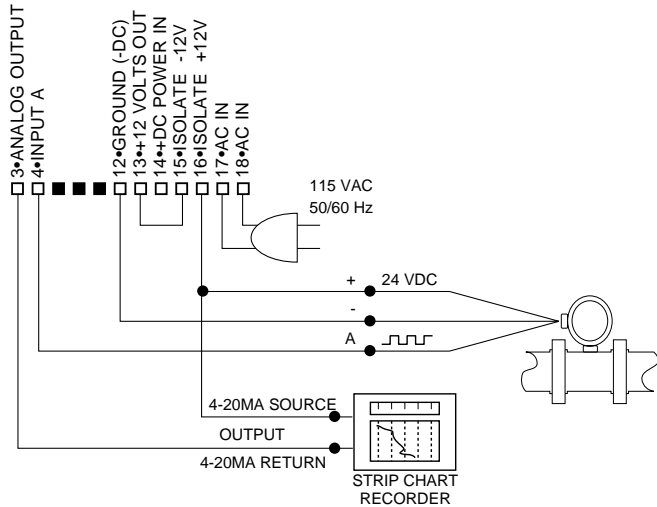 3•ANALOG OUTPUT
4•INPUT A
12•GROUND (-DC)
13•+12 VOLTS OUT
14•+DC POWER IN
15•ISOLATE -12V
16•ISOLATE +12V
17•AC IN
18•AC IN
115 VAC
50/60 Hz
+ 24 VDC
-
A
4-20MA SOURCE
OUTPUT
4-20MA RETURN
STRIP CHART
RECORDER